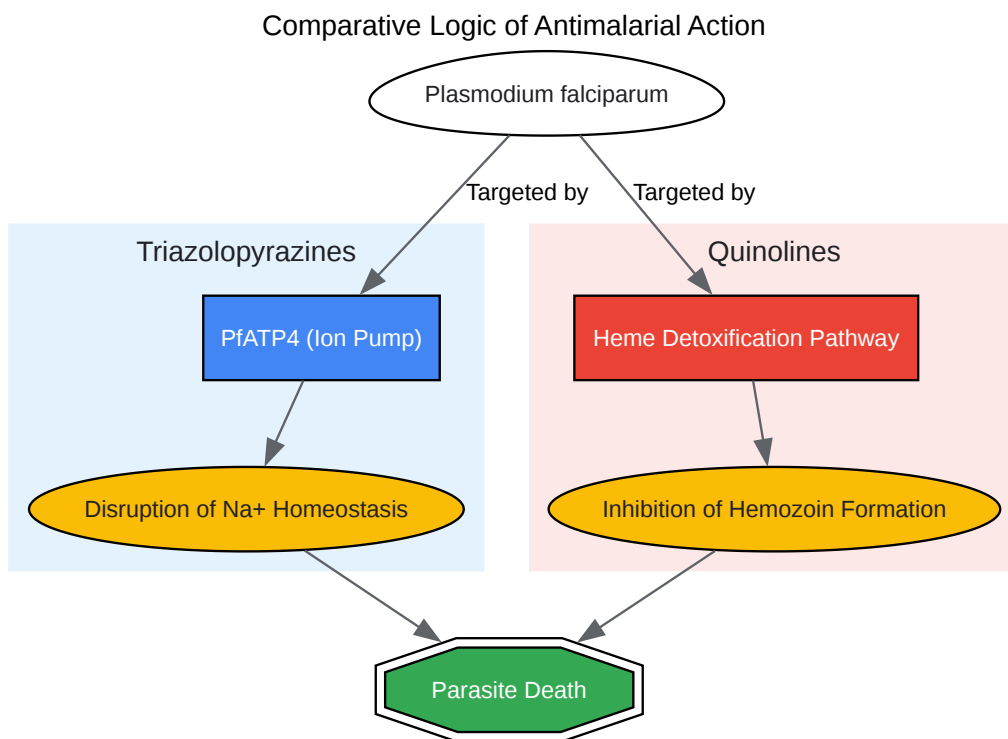 Comparative Logic of Antimalarial Action
Plasmodium falciparum
Targeted by
Targeted by
Triazolopyrazines
Quinolines
PfATP4 (Ion Pump)
Heme Detoxification Pathway
Disruption of Na+ Homeostasis
Inhibition of Hemozoin Formation
Parasite Death